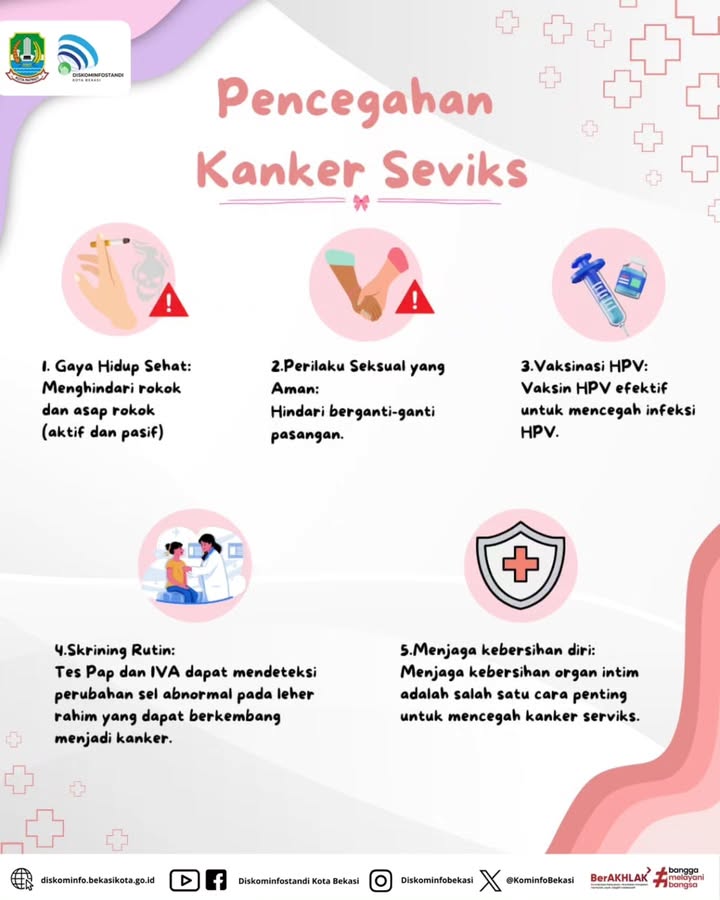 DISKOMINFOSTANDI
KOTA BEKASI
Pencegahan
Kanker Seviks
1. Gaya Hidup Sehat:
Menghindari rokok
dan asap rokok
(aktif dan pasif)
2.Perilaku Seksual yang
Aman:
Hindari berganti-ganti
pasangan.
3.Vaksinasi HPV:
Vaksin HPV efektif
untuk mencegah infeksi
HPV.
4.Skrining Rutin:
Tes Pap dan IVA dapat mendeteksi
perubahan sel abnormal pada leher
rahim yang dapat berkembang
menjadi kanker.
5.Menjaga kebersihan diri:
Menjaga kebersihan organ intim
adalah salah satu cara penting
untuk mencegah kanker serviks.
diskominfo.bekasikota.go.id
Diskominfostandi Kota Bekasi
Diskominfobekasi
@KominfoBekasi
BerAKHLAK
#bangga
melayani
bangsa